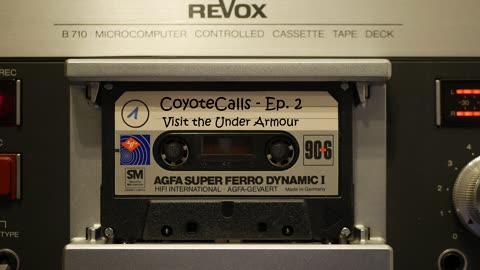 REVOX
B 710 MICROCOMPUTER CONTROLLED CASSETTE TAPE DECK
REC
TYPE
1
CoyoteCalls - Ep. 2
Visit the Under Armour
90+6
SM
AGFA SUPER FERRO DYNAMIC I
HIFI INTERNATIONAL · AGFA-GEVAERT
Made in Germany
-30